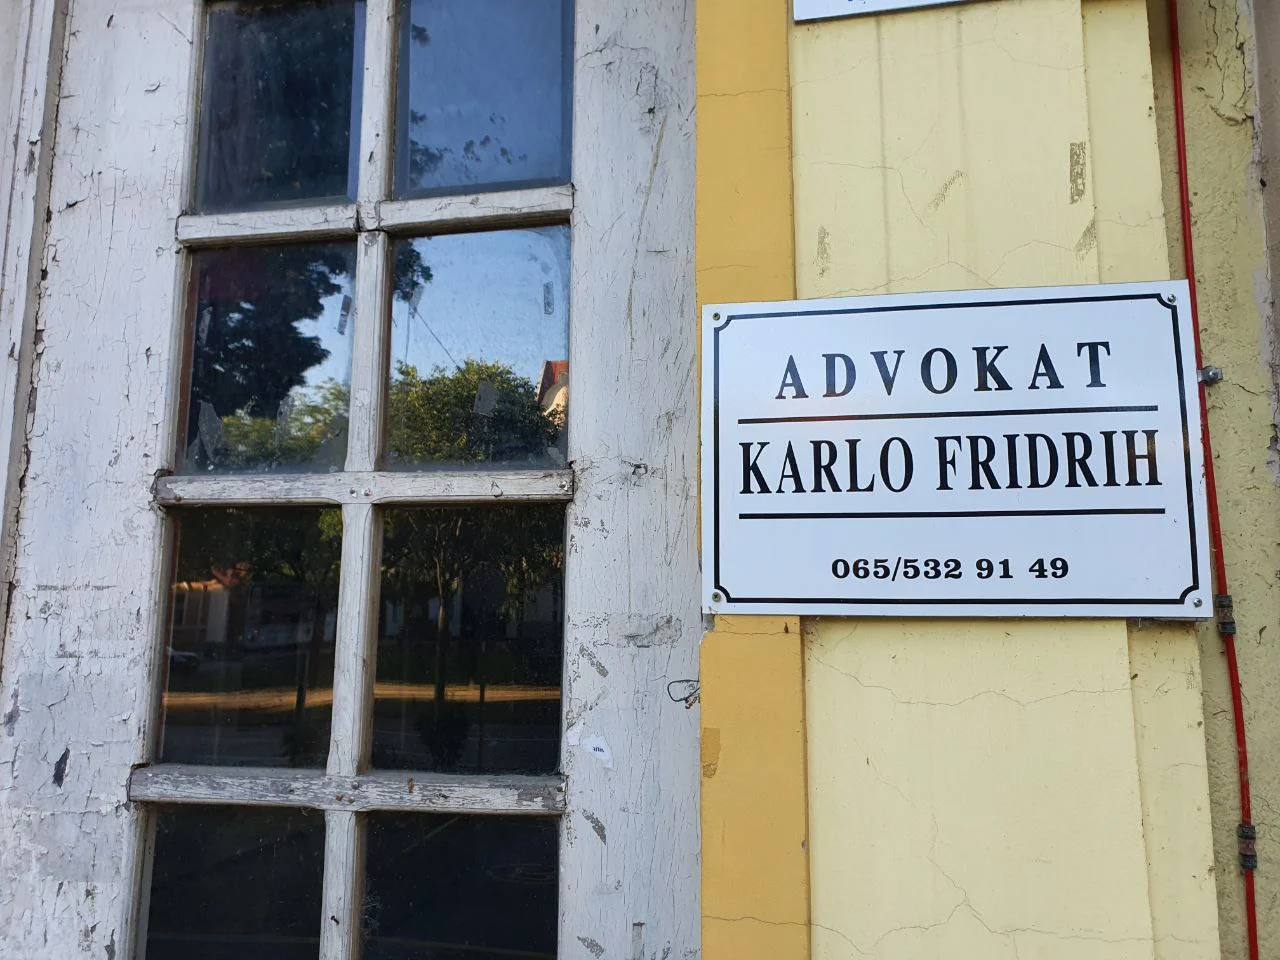 ADVOKAT
KARLO FRIDRIH
065/532 91 49